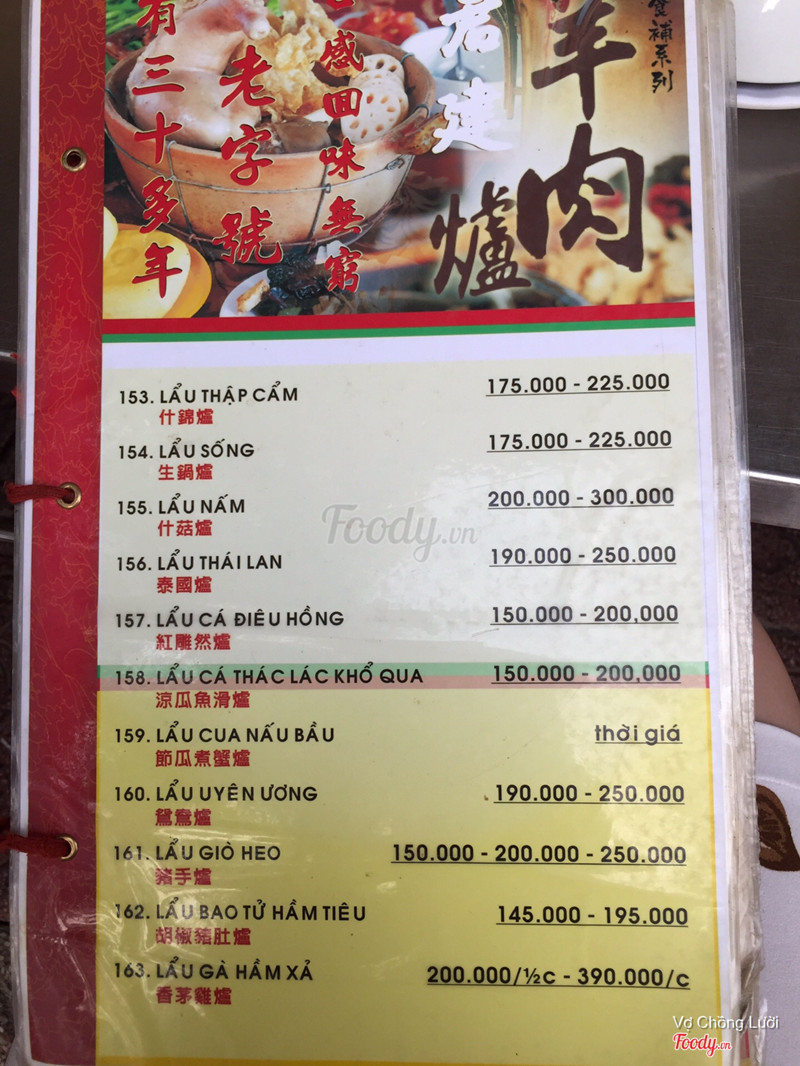 食補系列
羊肉爐
君建
感回味無窮
老字號
有三十多年
153. LẨU THẬP CẨM 175.000 - 225.000
什錦爐
154. LẨU SỐNG 175.000 - 225.000
生鍋爐
155. LẨU NẤM 200.000 - 300.000
什菇爐
156. LẨU THÁI LAN 190.000 - 250.000
泰國爐
157. LẨU CÁ ĐIÊU HỒNG 150.000 - 200,000
紅雕然爐
158. LẨU CÁ THÁC LÁC KHỔ QUA 150.000 - 200,000
涼瓜魚滑爐
159. LẨU CUA NẤU BẦU thời giá
節瓜煮蟹爐
160. LẨU UYÊN ƯƠNG 190.000 - 250.000
鴛鴦爐
161. LẨU GIÒ HEO 150.000 - 200.000 - 250.000
豬手爐
162. LẨU BAO TỬ HẦM TIÊU 145.000 - 195.000
胡椒豬肚爐
163. LẨU GÀ HẦM XẢ 200.000/½c - 390.000/c
香茅雞爐
Foody.vn
Vợ Chồng Lười
Foody.vn